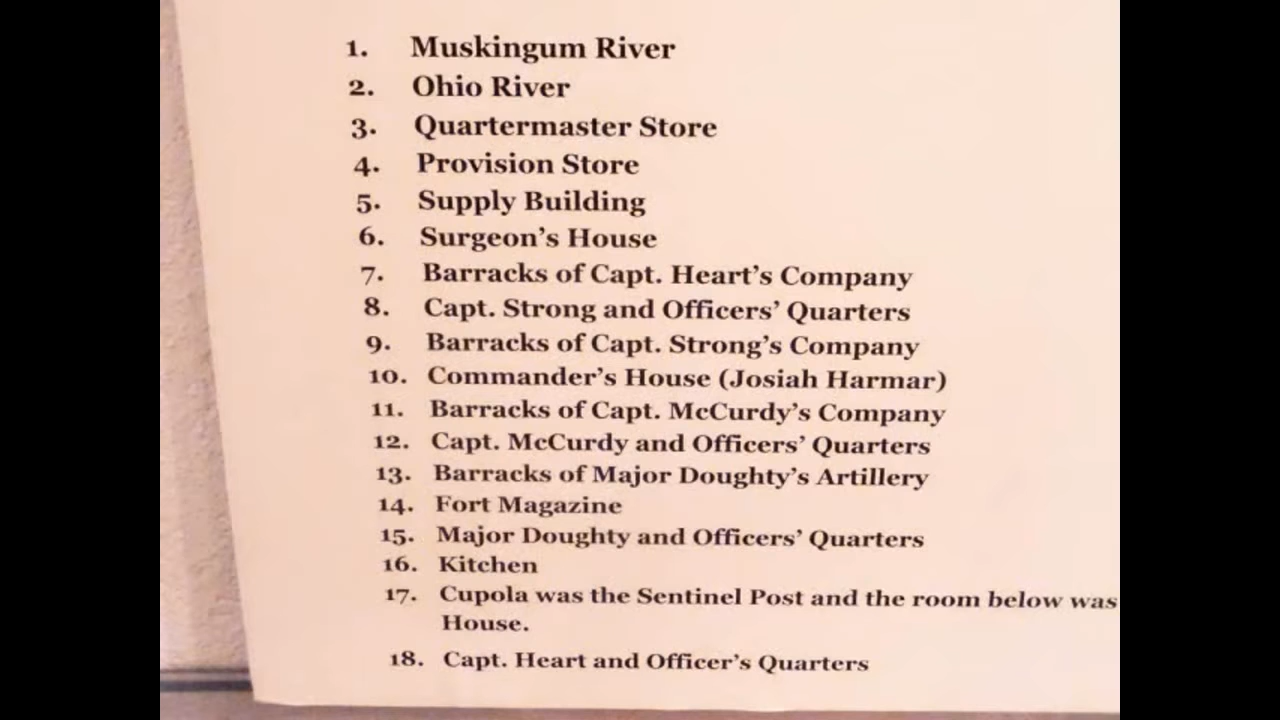 1. Muskingum River
2. Ohio River
3. Quartermaster Store
4. Provision Store
5. Supply Building
6. Surgeon's House
7. Barracks of Capt. Heart's Company
8. Capt. Strong and Officers' Quarters
9. Barracks of Capt. Strong's Company
10. Commander's House (Josiah Harmar)
11. Barracks of Capt. McCurdy's Company
12. Capt. McCurdy and Officers' Quarters
13. Barracks of Major Doughty's Artillery
14. Fort Magazine
15. Major Doughty and Officers' Quarters
16. Kitchen
17. Cupola was the Sentinel Post and the room below was
House.
18. Capt. Heart and Officer's Quarters